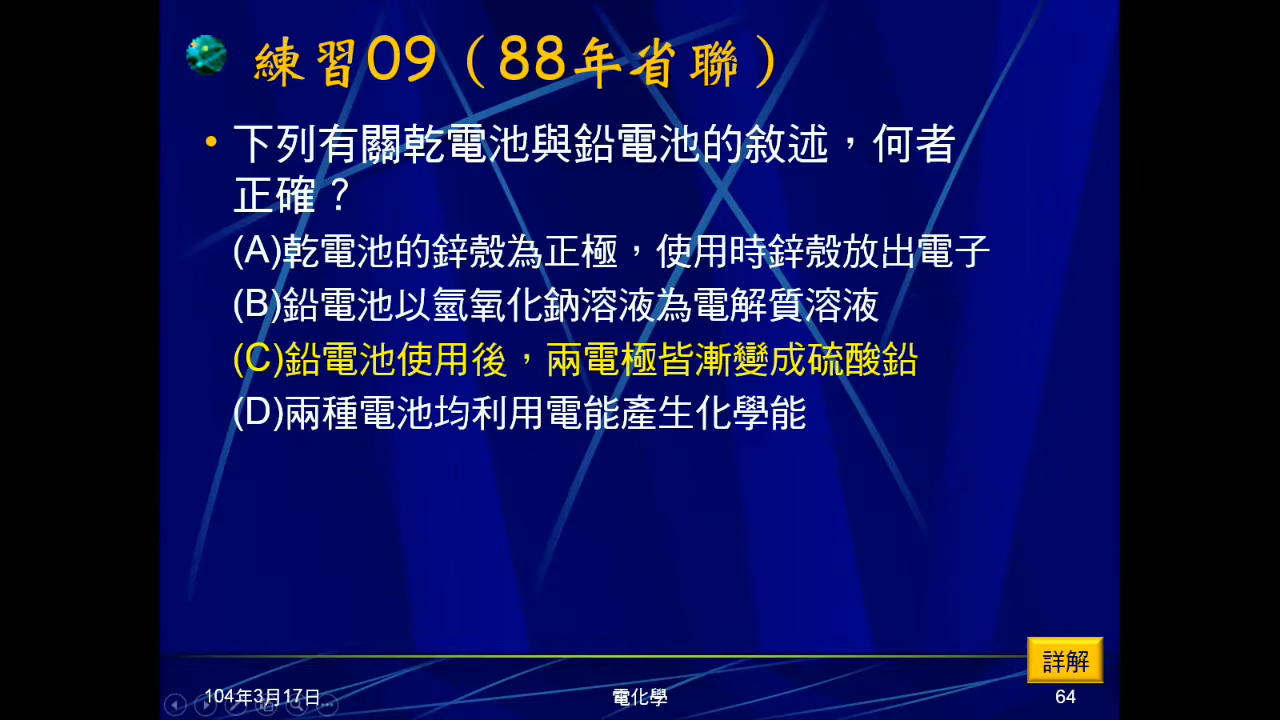 練習09（88年省聯）
• 下列有關乾電池與鉛電池的敘述，何者
正確？
(A)乾電池的鋅殼為正極，使用時鋅殼放出電子
(B)鉛電池以氫氧化鈉溶液為電解質溶液
(C)鉛電池使用後，兩電極皆漸變成硫酸鉛
(D)兩種電池均利用電能產生化學能
詳解
104年3月17日
電化學
64